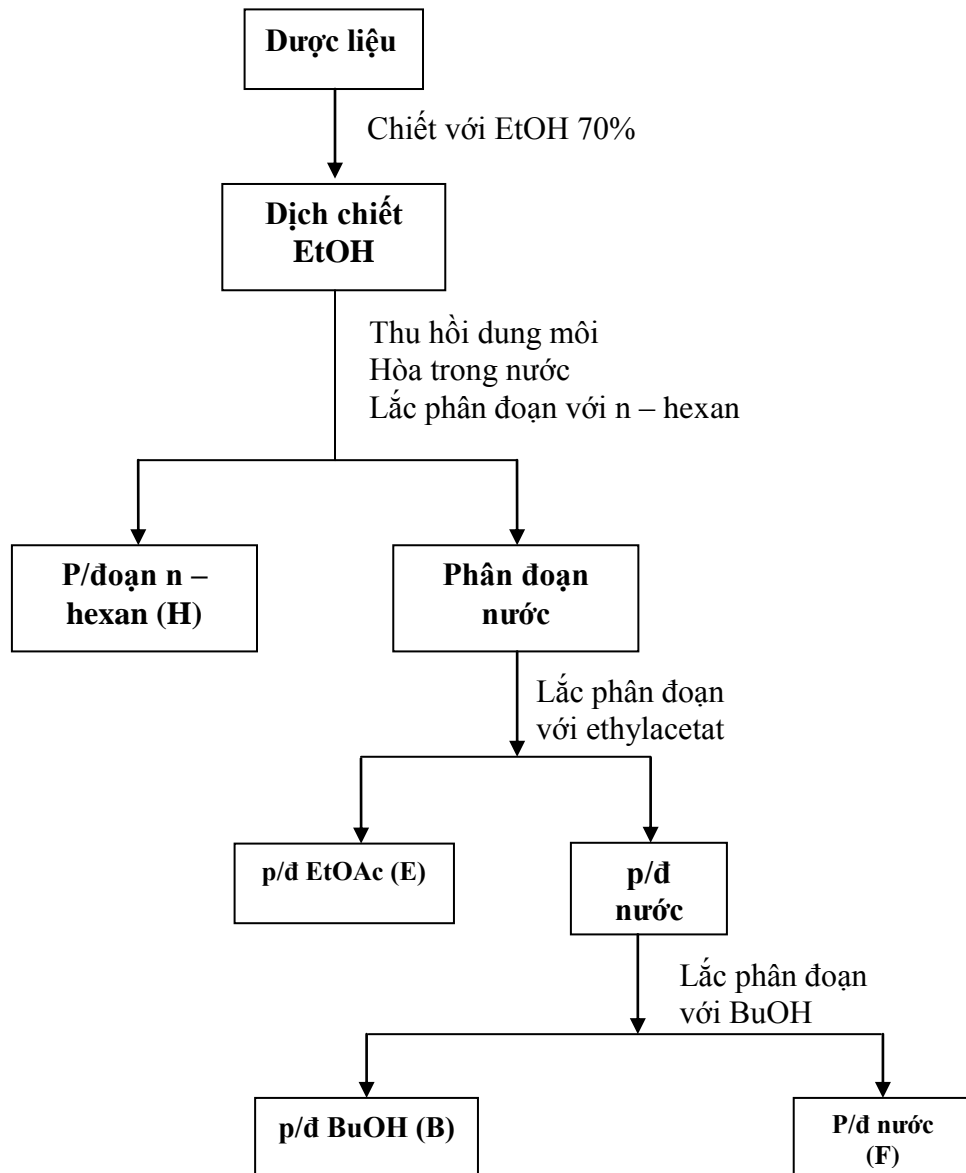 Dược liệu
Chiết với EtOH 70%
Dịch chiết
EtOH
Thu hồi dung môi
Hòa trong nước
Lắc phân đoạn với n – hexan
P/đoạn n –
hexan (H)
Phân đoạn
nước
Lắc phân đoạn
với ethylacetat
p/đ EtOAc (E)
p/đ
nước
Lắc phân đoạn
với BuOH
p/đ BuOH (B)
P/đ nước
(F)